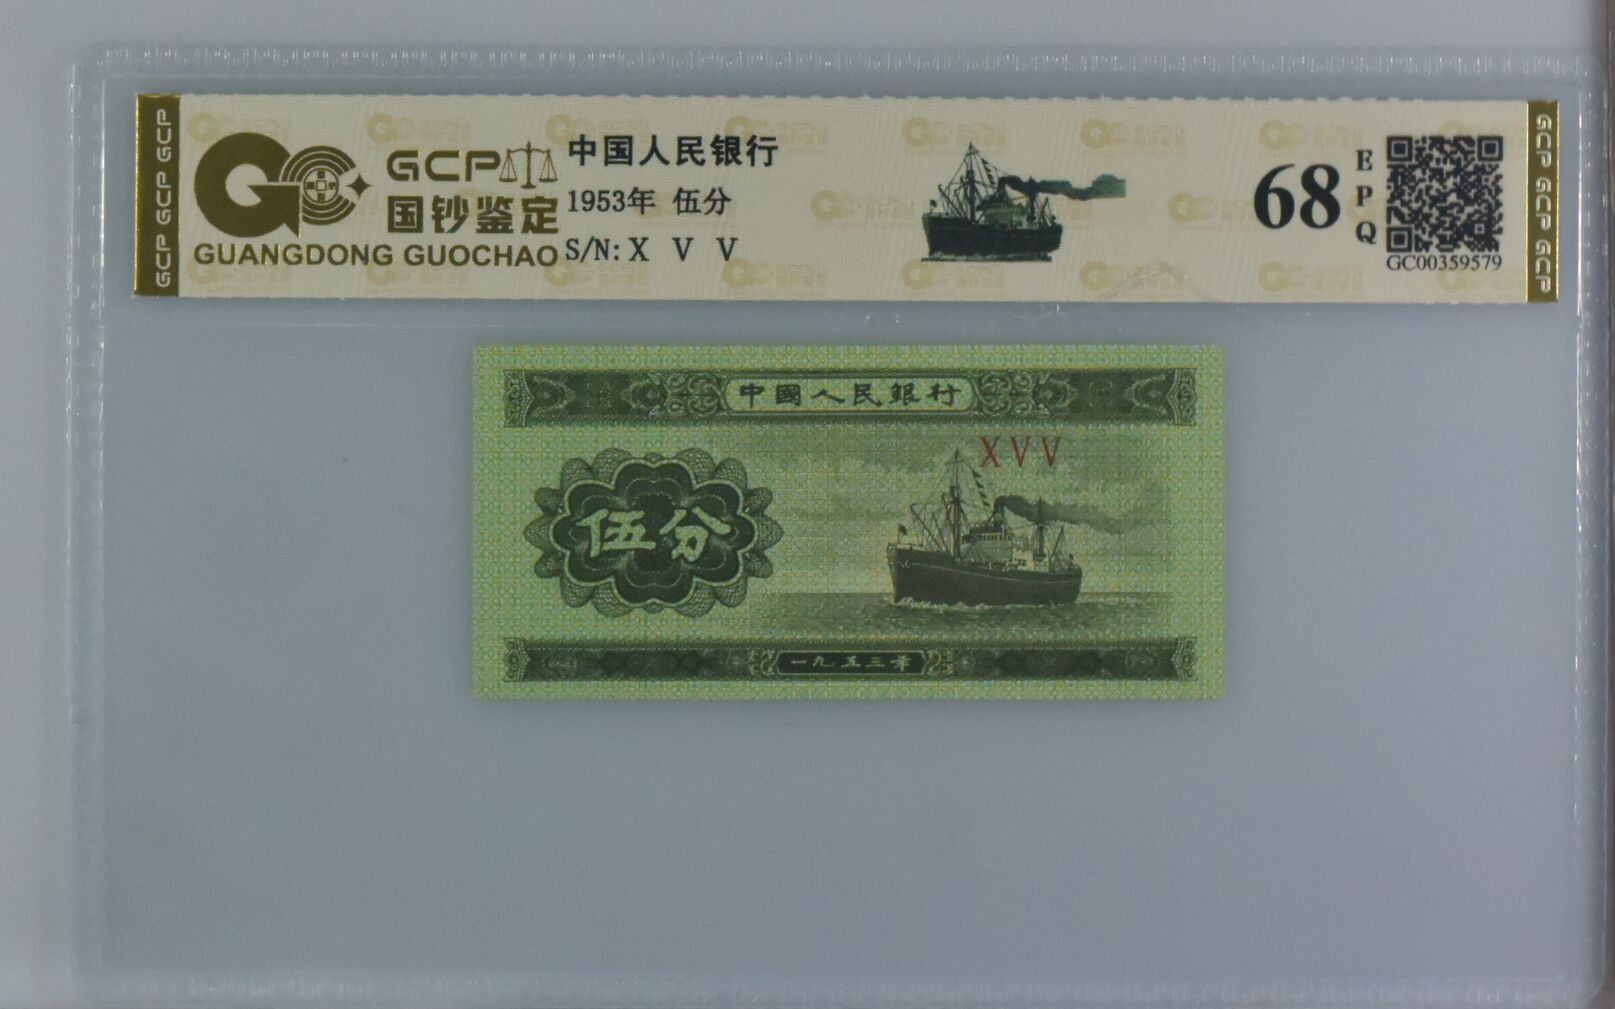 GCP GCP GCP
GCP
国钞鉴定
GUANGDONG GUOCHAO
中国人民银行
1953年 伍分
S/N: X V V
68
EPQ
GC00359579
GCP GCP GCP
中國人民銀行
XVV
伍分
一九五三年